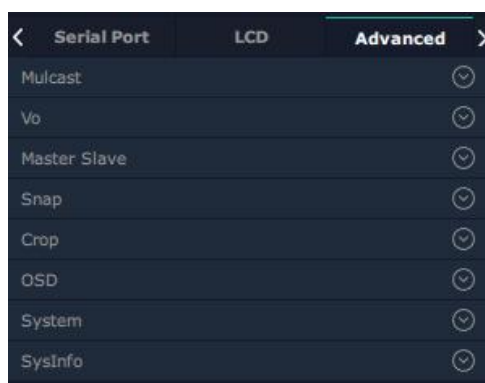 Serial Port LCD Advanced
Mulcast
Vo
Master Slave
Snap
Crop
OSD
System
SysInfo